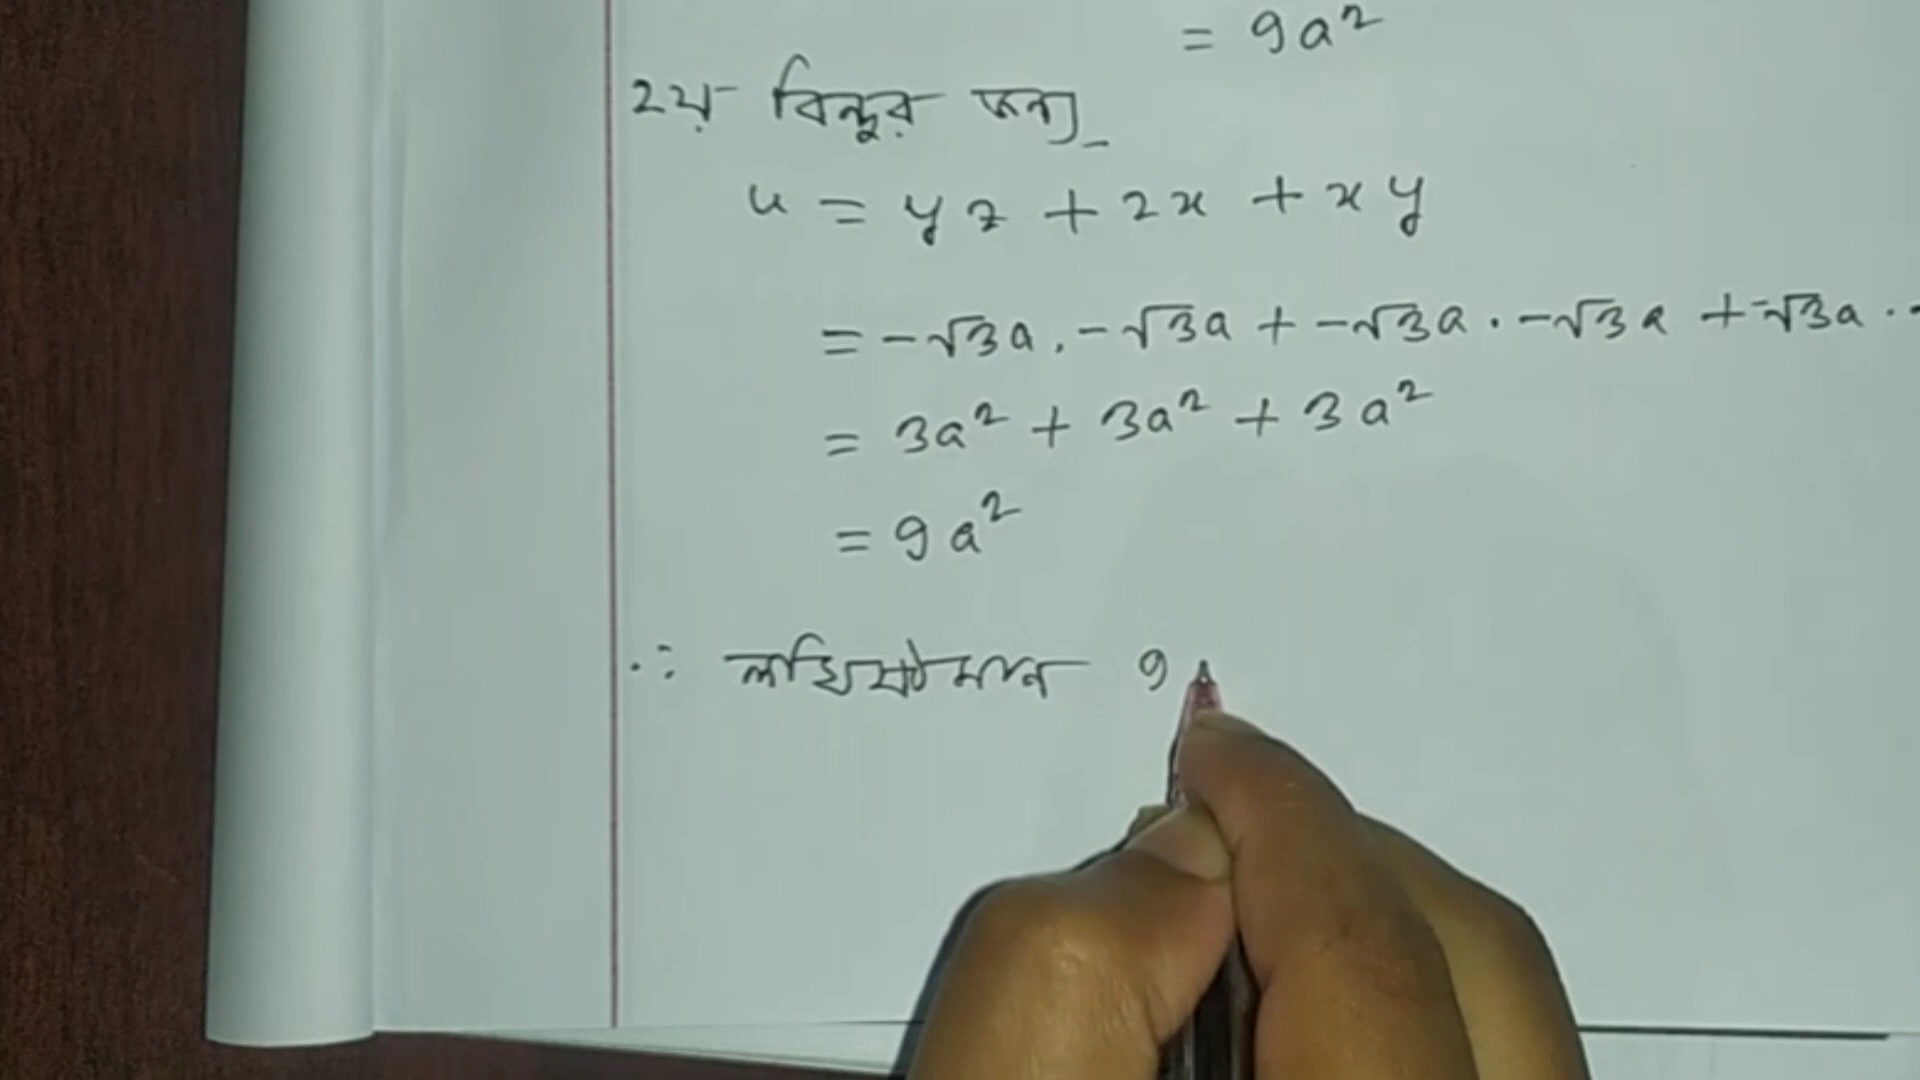 = 9a²
2য় বিন্দুর জন্য
u = yz + zx + xy
= -√3a . -√3a + -√3a . -√3a + -√3a . -
= 3a² + 3a² + 3a²
= 9a²
∴ লঘিষ্ঠমান 9